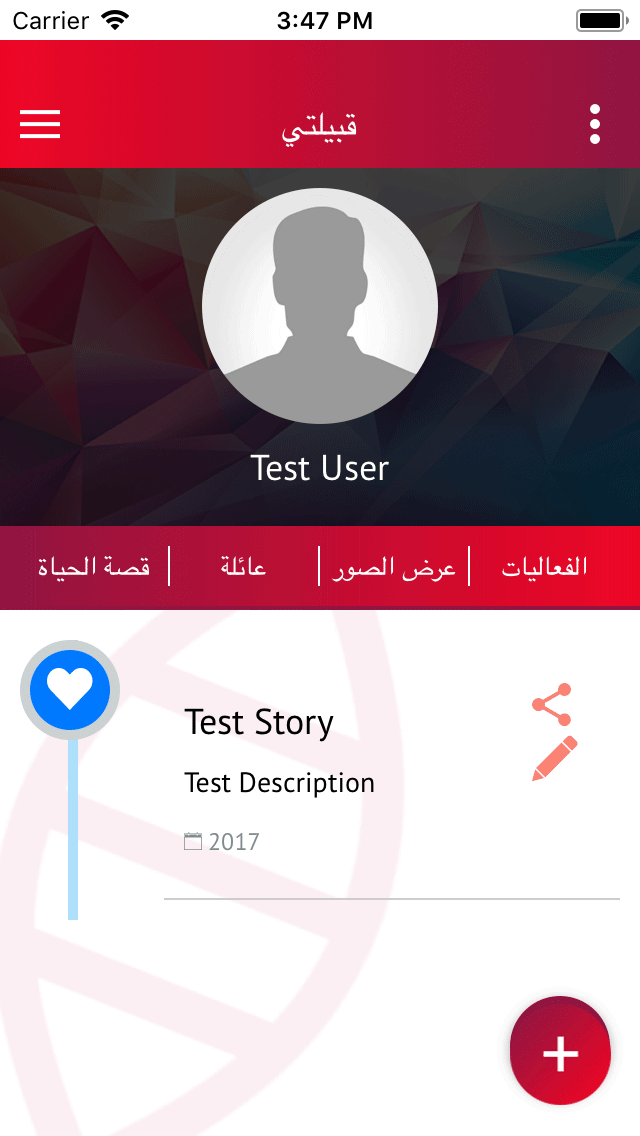 Carrier 3:47 PM
قبيلتي
Test User
الفعاليات عرض الصور عائلة قصة الحياة
Test Story
Test Description
2017